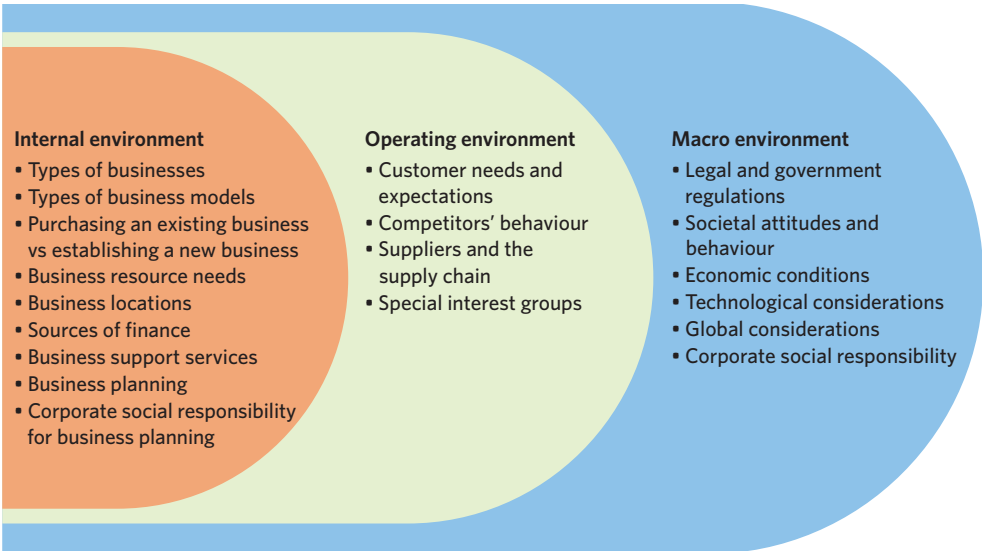 Internal environment
• Types of businesses
• Types of business models
• Purchasing an existing business
vs establishing a new business
• Business resource needs
• Business locations
• Sources of finance
• Business support services
• Business planning
• Corporate social responsibility
for business planning
Operating environment
• Customer needs and
expectations
• Competitors’ behaviour
• Suppliers and the
supply chain
• Special interest groups
Macro environment
• Legal and government
regulations
• Societal attitudes and
behaviour
• Economic conditions
• Technological considerations
• Global considerations
• Corporate social responsibility